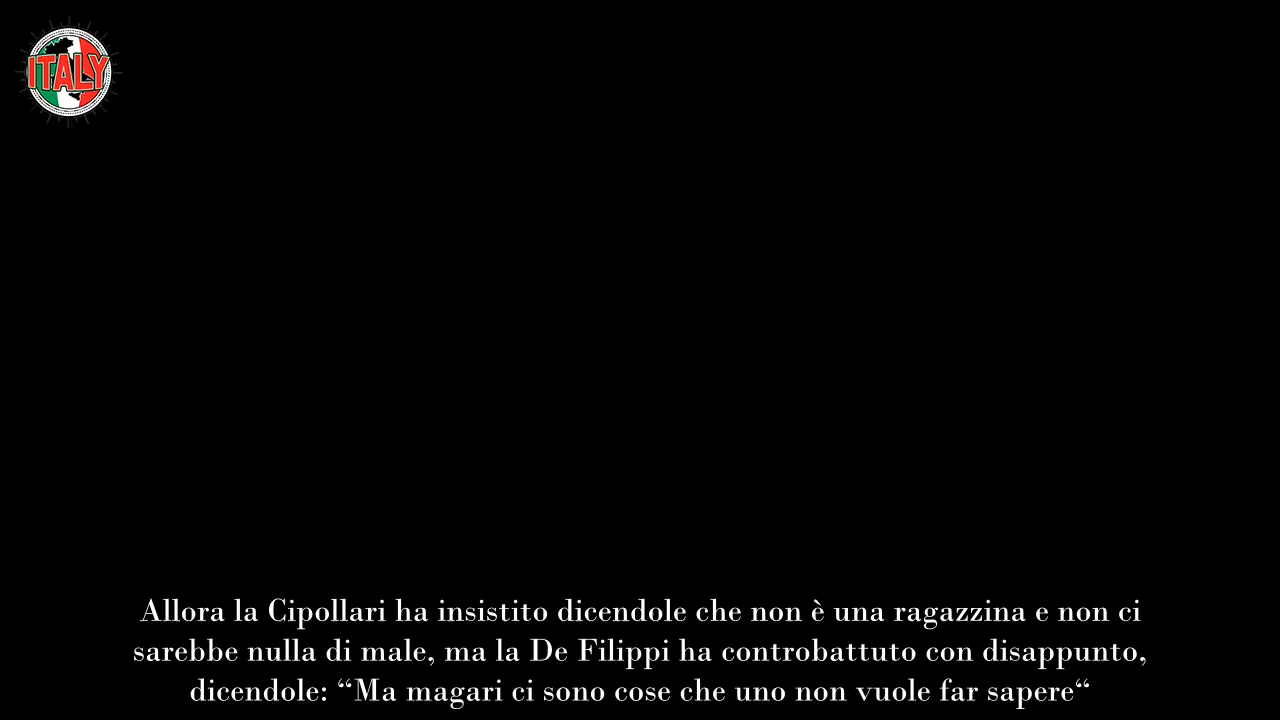 ITALY
Allora la Cipollari ha insistito dicendole che non è una ragazzina e non ci
sarebbe nulla di male, ma la De Filippi ha controbattuto con disappunto,
dicendole: “Ma magari ci sono cose che uno non vuole far sapere“